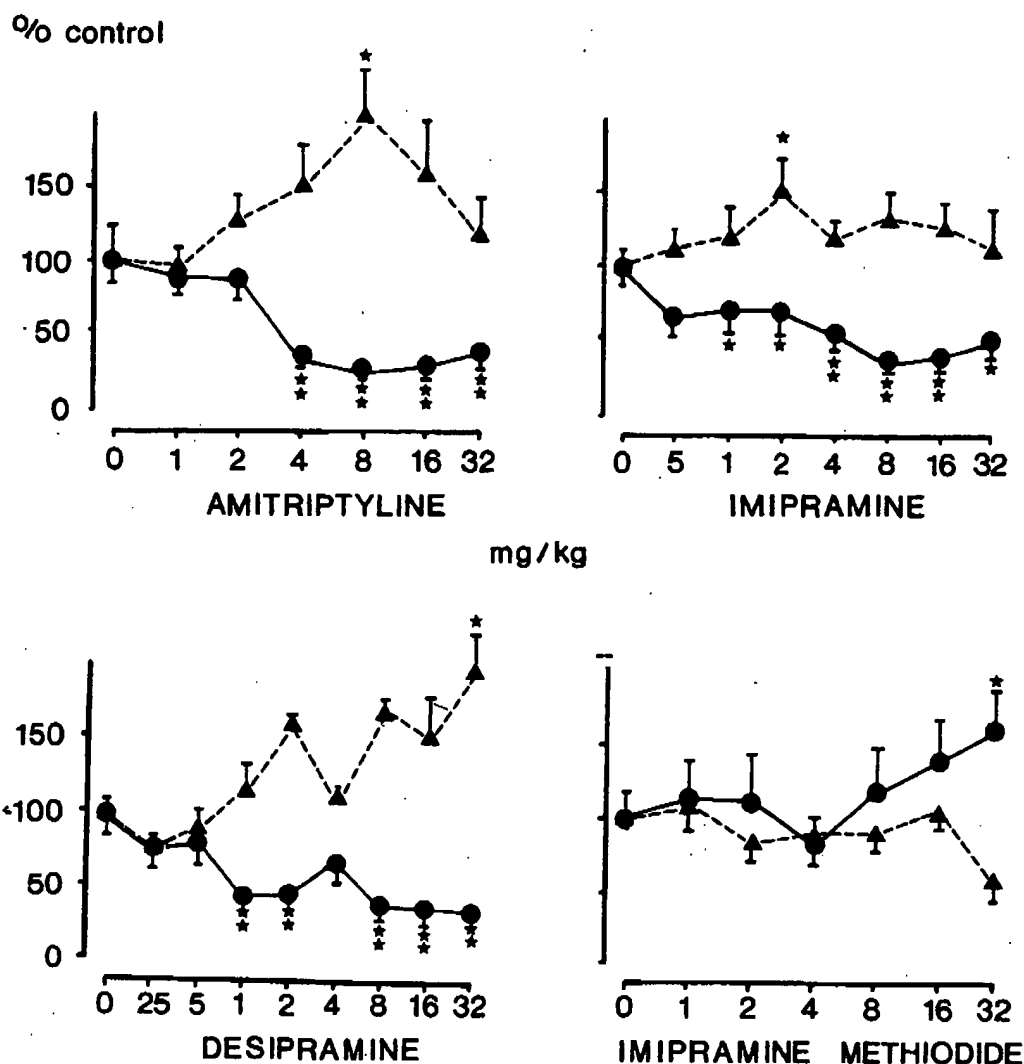 % control
150
100
50
0
0 1 2 4 8 16 32
AMITRIPTYLINE
0 5 1 2 4 8 16 32
IMIPRAMINE
mg/kg
150
100
50
0
0 25 5 1 2 4 8 16 32
DESIPRAMINE
0 1 2 4 8 16 32
IMIPRAMINE METHIODIDE